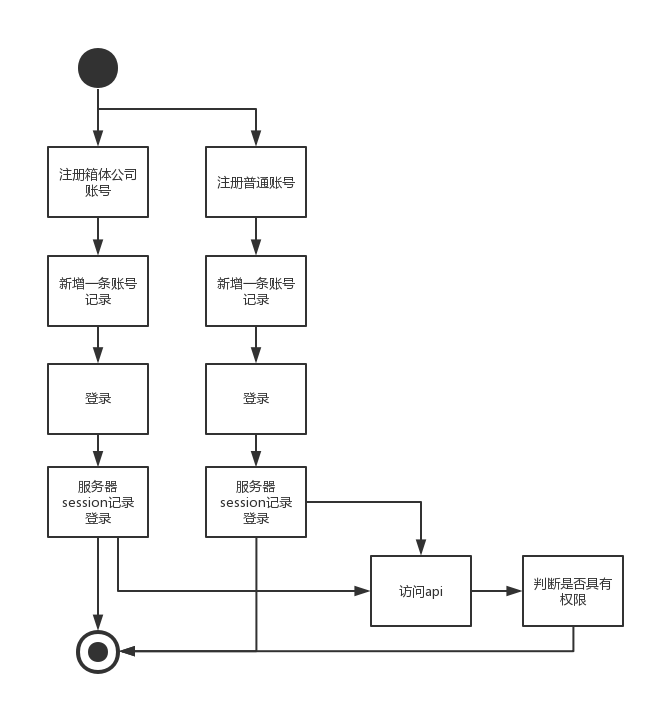 注册箱体公司
账号
注册普通账号
新增一条账号
记录
新增一条账号
记录
登录
登录
服务器
session记录
登录
服务器
session记录
登录
访问api
判断是否具有
权限